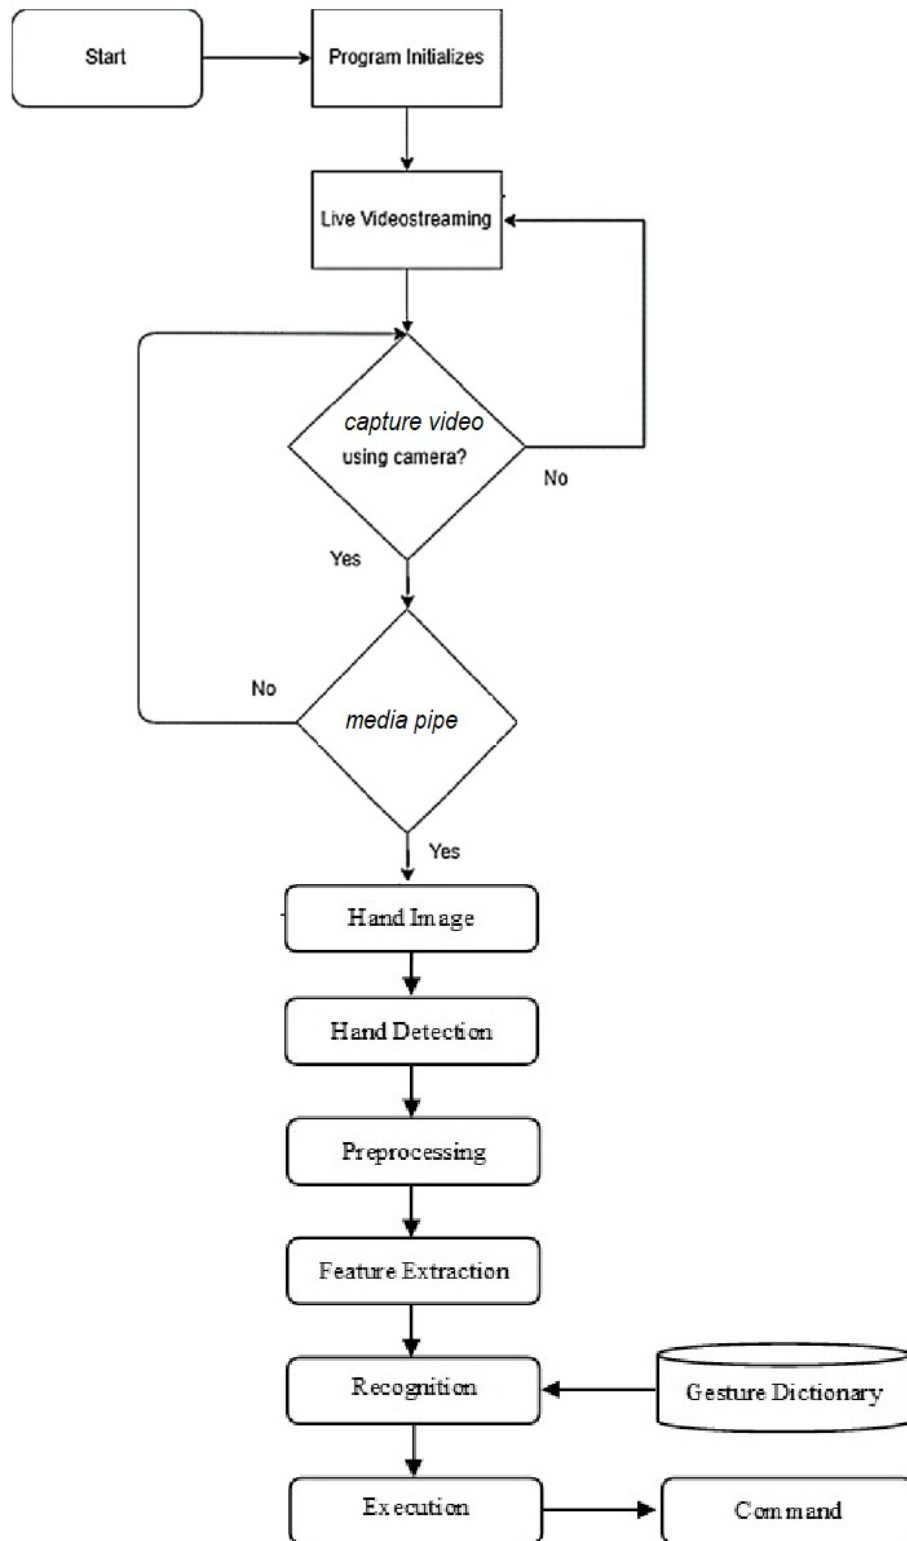 Start
Program Initializes
Live Videostreaming
capture video
using camera?
No
Yes
No
media pipe
Yes
Hand Image
Hand Detection
Preprocessing
Feature Extraction
Recognition
Gesture Dictionary
Execution
Command